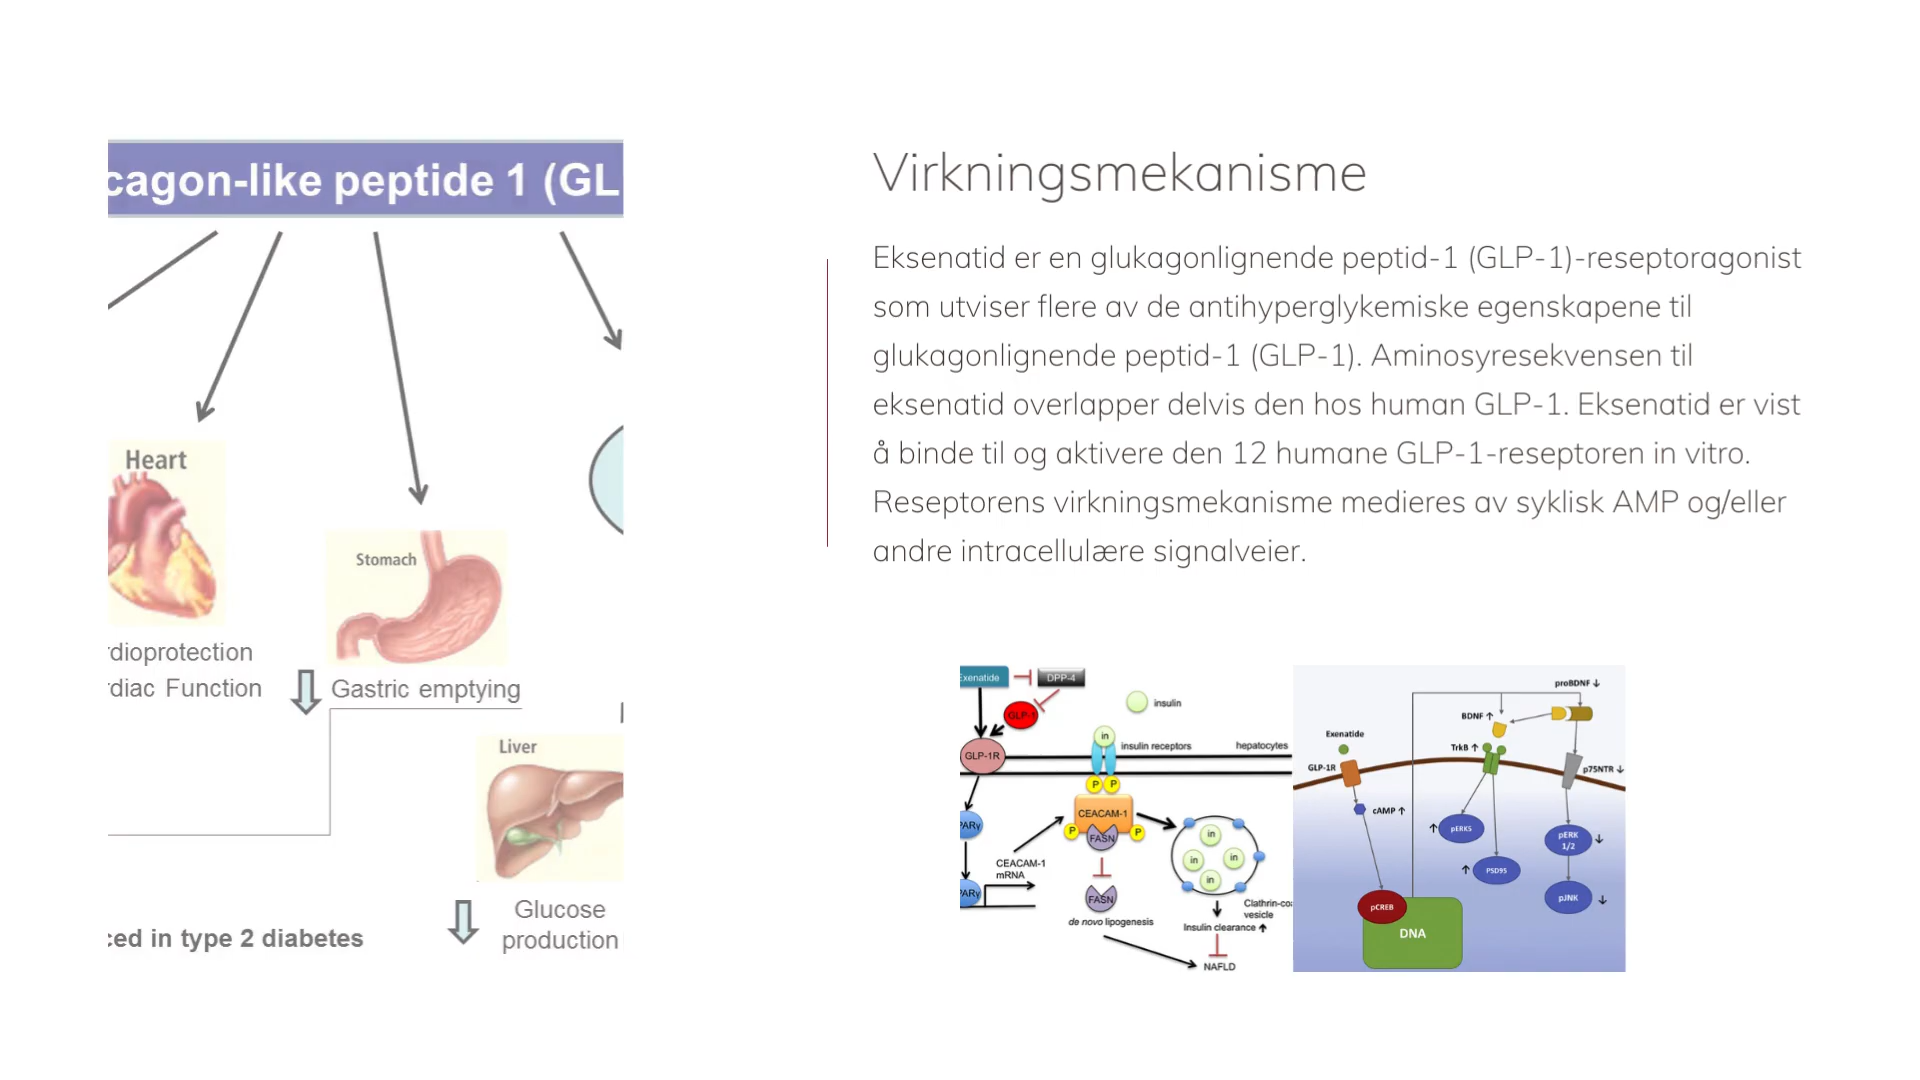 cagon-like peptide 1 (GL
Heart
Stomach
rdioprotection
rdiac Function
Gastric emptying
Liver
Glucose
production
ced in type 2 diabetes
Virkningsmekanisme
Eksenatid er en glukagonlignende peptid-1 (GLP-1)-reseptoragonist
som utviser flere av de antihyperglykemiske egenskapene til
glukagonlignende peptid-1 (GLP-1). Aminosyresekvensen til
eksenatid overlapper delvis den hos human GLP-1. Eksenatid er vist
å binde til og aktivere den 12 humane GLP-1-reseptoren in vitro.
Reseptorens virkningsmekanisme medieres av syklisk AMP og/eller
andre intracellulære signalveier.
Exenatide
DPP-4
GLP-1
insulin
in
GLP-1R
insulin receptors
hepatocytes
P P
CEACAM-1
PARγ
P
FASN
P
in
in
in
in
CEACAM-1
mRNA
PARγ
FASN
de novo lipogenesis
Clathrin-coa
vesicle
Insulin clearance
NAFLD
proBDNF ↓
BDNF ↑
Exenatide
TrkB ↑
GLP-1R
p75NTR ↓
cAMP ↑
↑ pERK5
pERK
1/2 ↓
↑ PSD95
pJNK ↓
pCREB
DNA